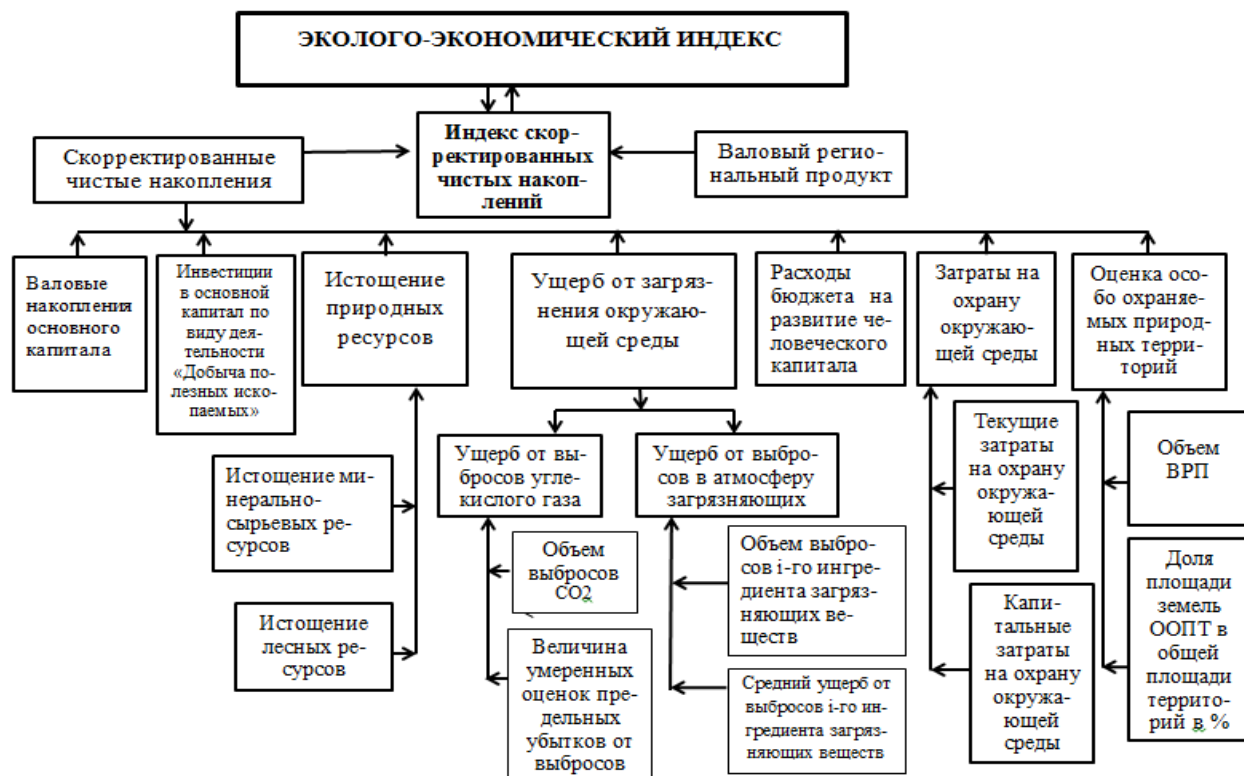 ЭКОЛОГО-ЭКОНОМИЧЕСКИЙ ИНДЕКС
Скорректированные
чистые накопления
Индекс скор-
ректированных
чистых накоп-
лений
Валовый регио-
нальный продукт
Валовые
накопления
основного
капитала
Инвестиции
в основной
капитал по
виду дея-
тельности
«Добыча по-
лезных иско-
паемых»
Истощение
природных
ресурсов
Ущерб от загряз-
нения окружаю-
щей среды
Расходы
бюджета на
развитие че-
ловеческого
капитала
Затраты на
охрану
окружаю-
щей среды
Оценка осо-
бо охраняе-
мых природ-
ных террито-
рий
Истощение ми-
нерально-
сырьевых ре-
сурсов
Истощение
лесных ре-
сурсов
Ущерб от вы-
бросов угле-
кислого газа
Объем
выбросов
СО2
Величина
умеренных
оценок пре-
дельных
убытков от
выбросов
Ущерб от выбро-
сов в атмосферу
загрязняющих
Объем выбро-
сов i-го ингре-
диента загряз-
няющих ве-
ществ
Средний ущерб от
выбросов i-го ин-
гредиента загряз-
няющих веществ
Текущие
затраты
на охрану
окружа-
ющей
среды
Капи-
тальные
затраты
на охрану
окружа-
ющей
среды
Объем
ВРП
Доля
площади
земель
ООПТ в
общей
площади
террито-
рий в %